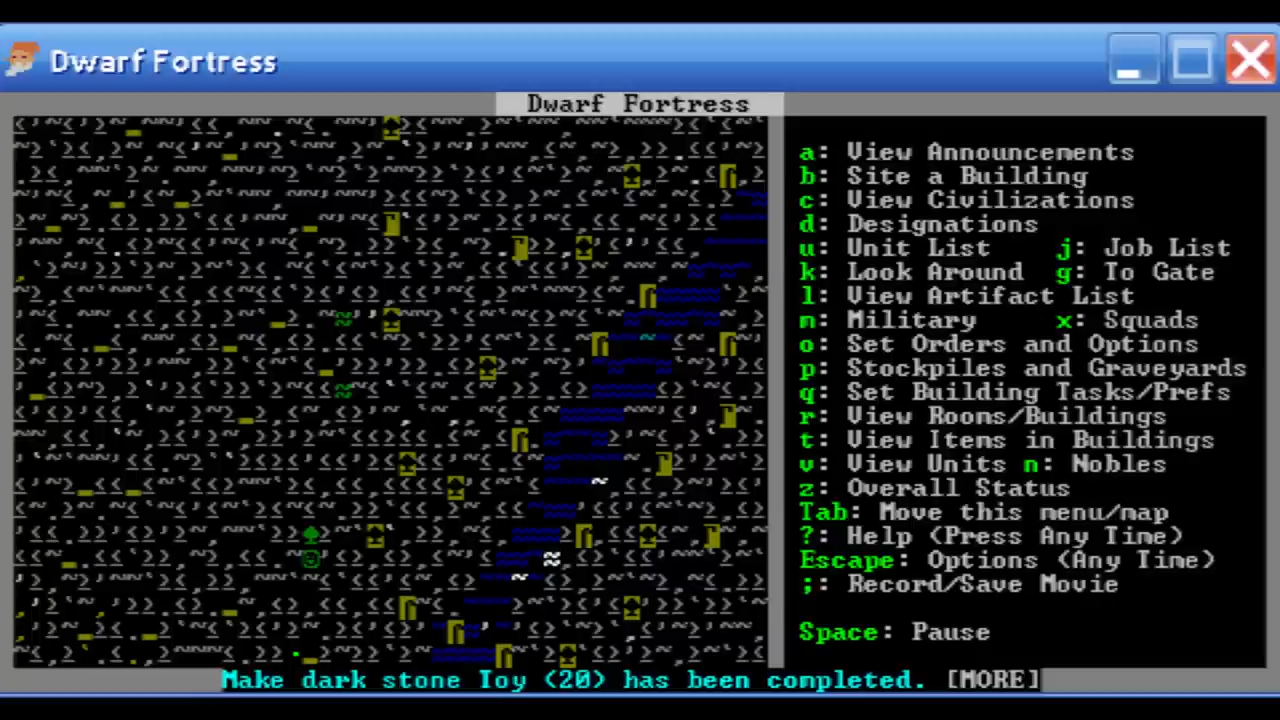 Dwarf Fortress
Dwarf Fortress
a: View Announcements
b: Site a Building
c: View Civilizations
d: Designations
u: Unit List j: Job List
k: Look Around g: To Gate
l: View Artifact List
m: Military x: Squads
o: Set Orders and Options
p: Stockpiles and Graveyards
q: Set Building Tasks/Prefs
r: View Rooms/Buildings
t: View Items in Buildings
v: View Units n: Nobles
z: Overall Status
Tab: Move this menu/map
?: Help (Press Any Time)
Escape: Options (Any Time)
;: Record/Save Movie
Space: Pause
Make dark stone Toy (20) has been completed. [MORE]